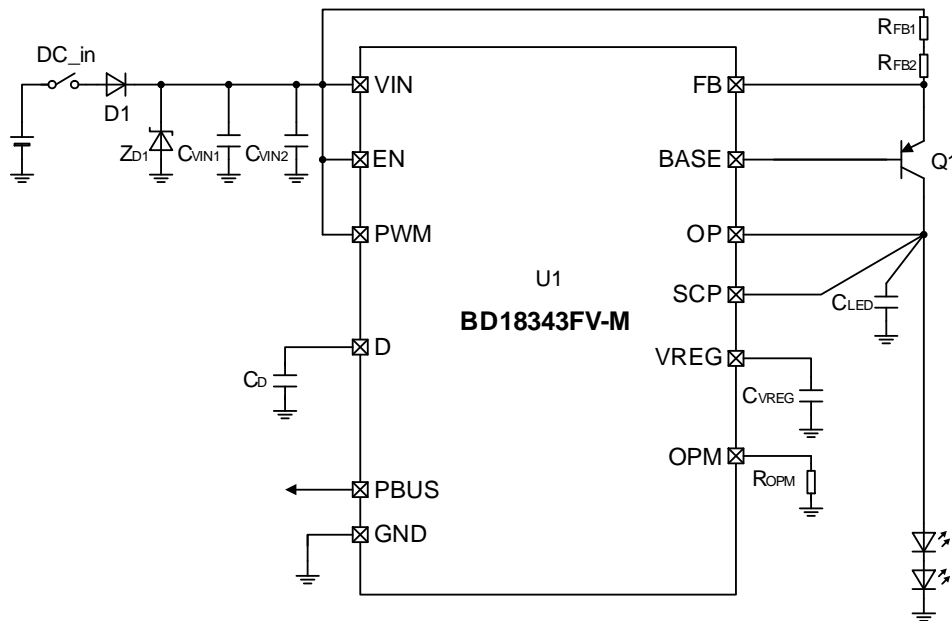 RFB1
DC_in
RFB2
VIN
FB
D1
ZD1
CVIN1
CVIN2
EN
BASE
Q1
PWM
OP
U1
SCP
BD18343FV-M
CLED
D
VREG
CD
CVREG
OPM
ROPM
PBUS
GND